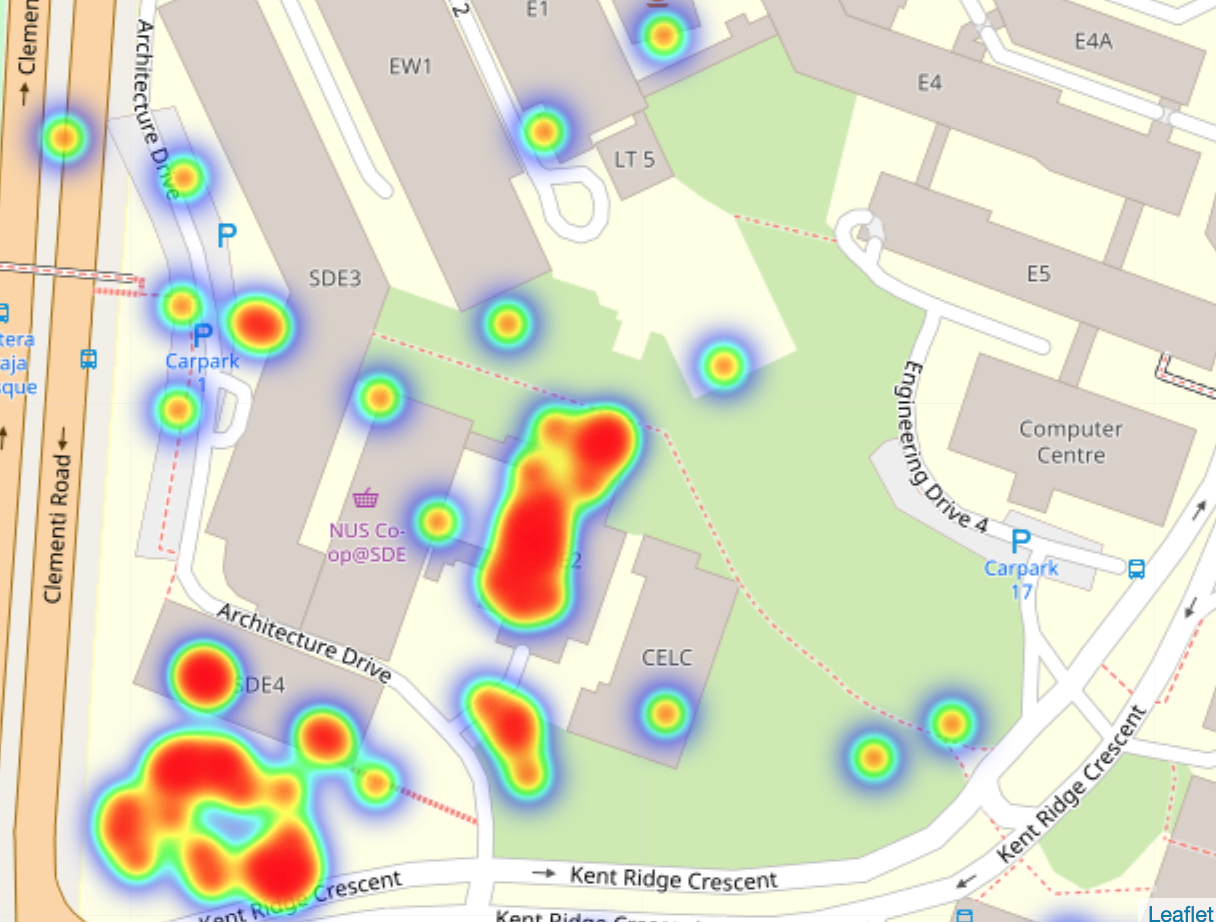 Clemen
Architecture Drive
2
E1
EW1
E4A
E4
LT 5
P
SDE3
E5
P
Carpark
1
tera
aja
sque
Engineering Drive 4
Computer
Centre
Clementi Road
NUS Co-
op@SDE
2
P
Carpark
17
Architecture Drive
CELC
SDE4
Kent Ridge Crescent
Kent Ridge Crescent
Kent Ridge Crescent
Kent Ridge Crescent
Leaflet